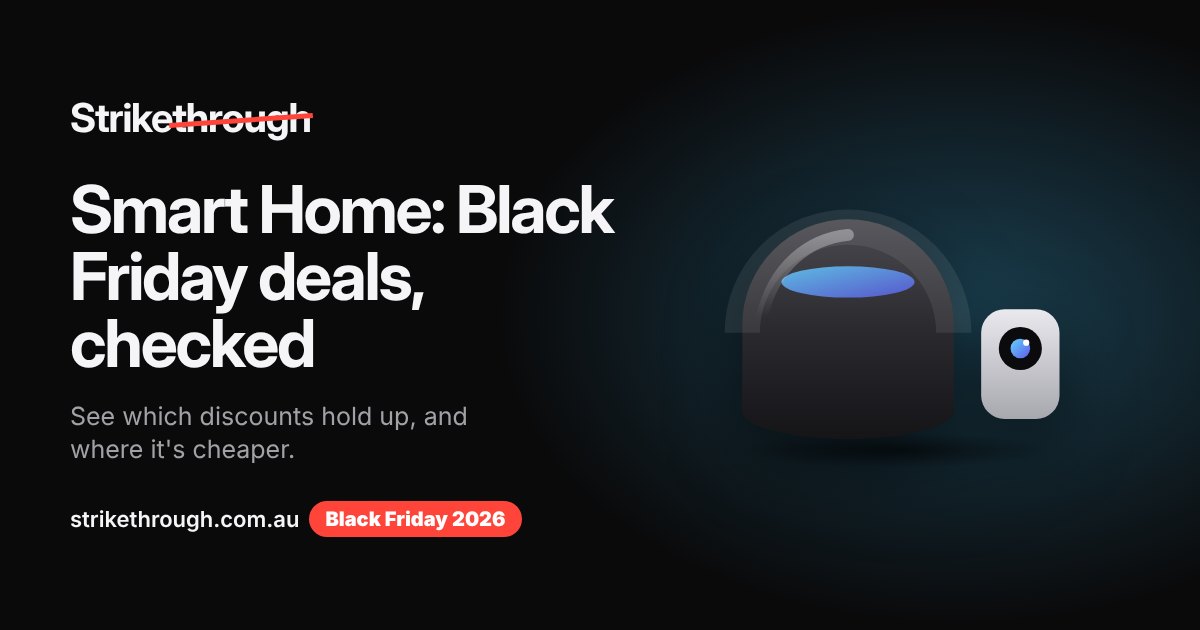 Strikethrough
Smart Home: Black
Friday deals,
checked
See which discounts hold up, and
where it's cheaper.
strikethrough.com.au
Black Friday 2026